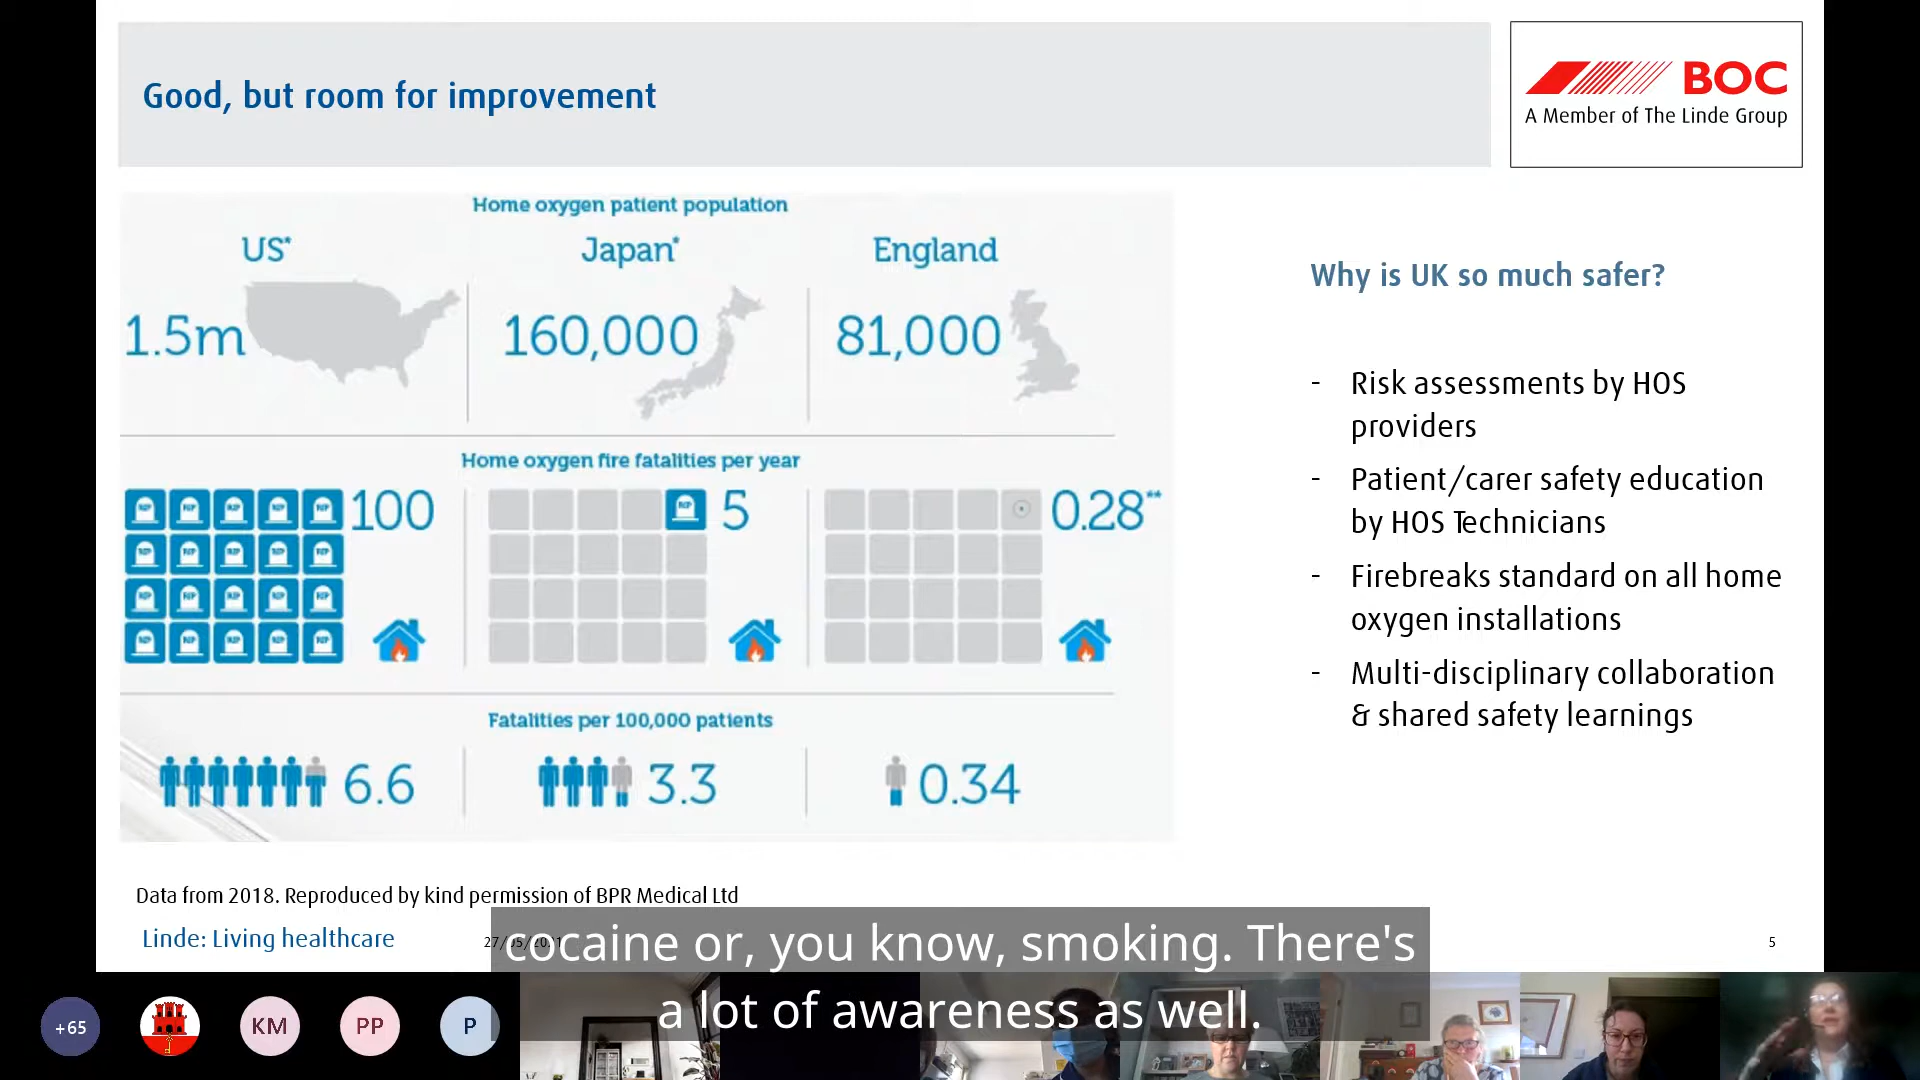 Good, but room for improvement
BOC
A Member of The Linde Group
Home oxygen patient population
US*
Japan*
England
1.5m
160,000
81,000
Home oxygen fire fatalities per year
100
5
0.28**
Fatalities per 100,000 patients
6.6
3.3
0.34
Why is UK so much safer?
- Risk assessments by HOS
providers
- Patient/carer safety education
by HOS Technicians
- Firebreaks standard on all home
oxygen installations
- Multi-disciplinary collaboration
& shared safety learnings
Data from 2018. Reproduced by kind permission of BPR Medical Ltd
Linde: Living healthcare
5
cocaine or, you know, smoking. There's
a lot of awareness as well.
+65
KM
PP
P